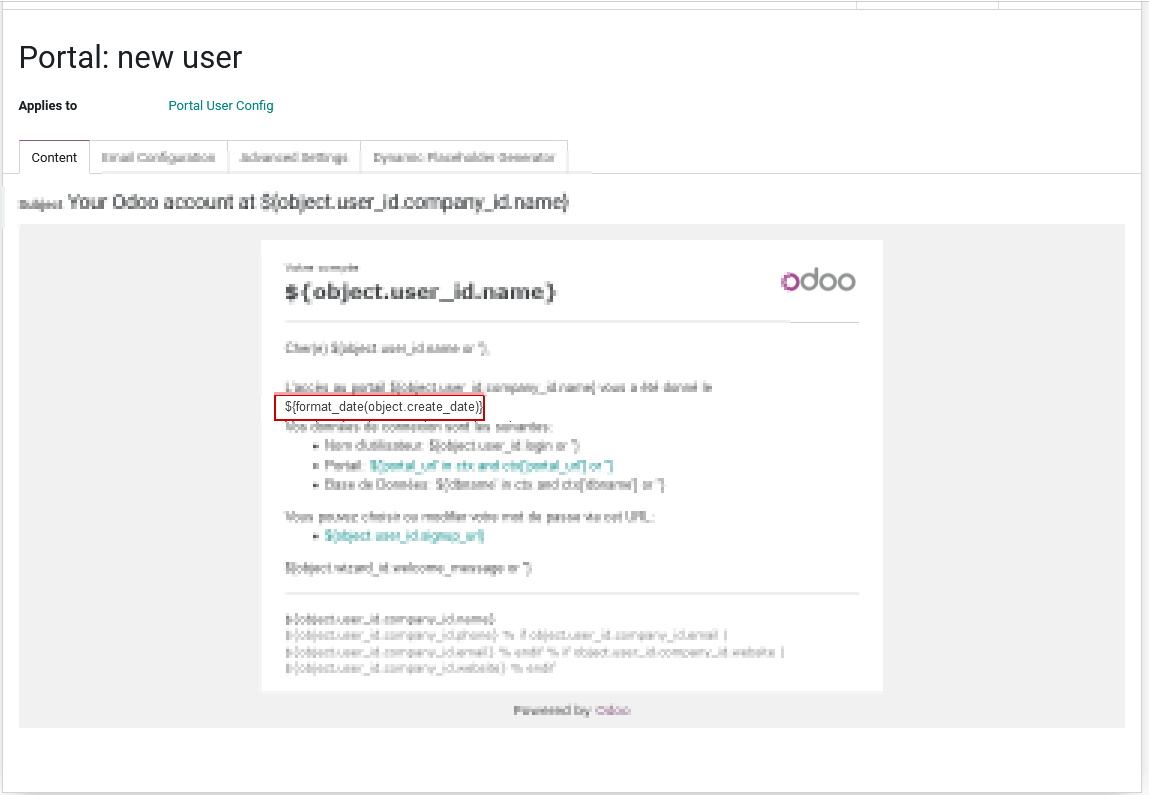 Portal: new user
Applies to Portal User Config
Content Email Configuration Advanced Settings Dynamic Placeholder Generator
Subject Your Odoo account at ${object.user_id.company_id.name}
Votre compte
${object.user_id.name}
odoo
Cher(e) ${object.user_id.name or ''},
L'accès au portail ${object.user_id.company_id.name} vous a été donné le
${format_date(object.create_date)}
Vos données de connexion sont les suivantes:
Nom d'utilisateur: ${object.user_id.login or ''}
Portail: ${'portal_url' in ctx and ctx['portal_url'] or ''}
Base de Données: ${'dbname' in ctx and ctx['dbname'] or ''}
Vous pouvez choisir ou modifier votre mot de passe via cet URL :
${object.user_id.signup_url}
${object.wizard_id.welcome_message or ''}
${object.user_id.company_id.name}
${object.user_id.company_id.phone} % if object.user_id.company_id.email |
${object.user_id.company_id.email} % endif % if object.user_id.company_id.website |
${object.user_id.company_id.website} % endif
Powered by Odoo